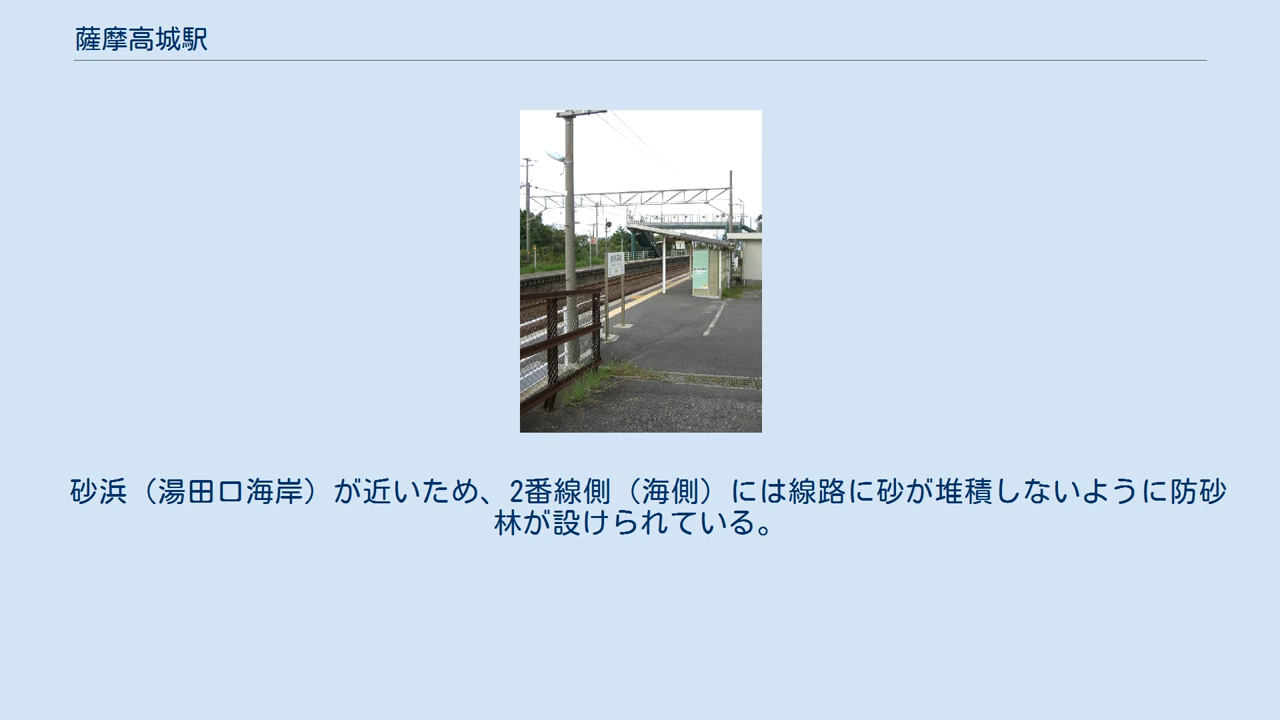 薩摩高城駅
砂浜（湯田口海岸）が近いため、2番線側（海側）には線路に砂が堆積しないように防砂
林が設けられている。